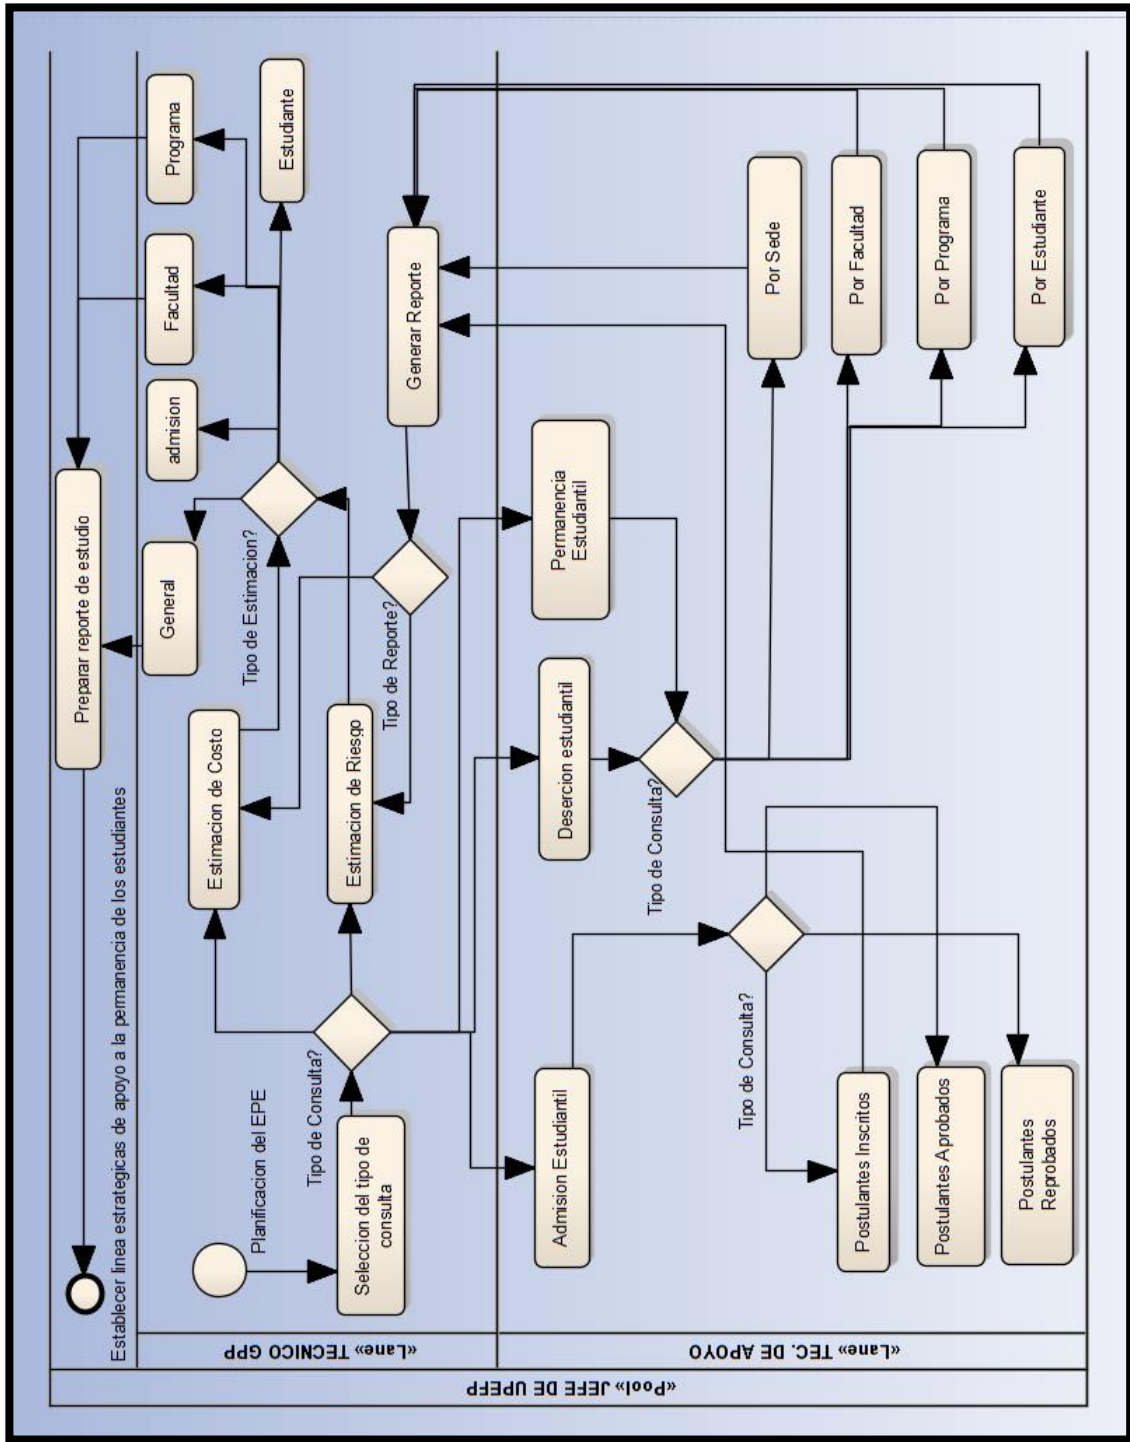 «Pool» JEFE DE UPEFP
«Lane» TECNICO GPP
«Lane» TEC. DE APOYO
Establecer linea estrategicas de apoyo a la permanencia de los estudiantes
Preparar reporte de estudio
General
admision
Facultad
Programa
Estudiante
Planificacion del EPE
Seleccion del tipo de
consulta
Tipo de Consulta?
Estimacion de Costo
Estimacion de Riesgo
Tipo de Estimacion?
Tipo de Reporte?
Generar Reporte
Admision Estudiantil
Desercion estudiantil
Permanencia
Estudiantil
Tipo de Consulta?
Tipo de Consulta?
Postulantes Inscritos
Postulantes Aprobados
Postulantes
Reprobados
Por Sede
Por Facultad
Por Programa
Por Estudiante